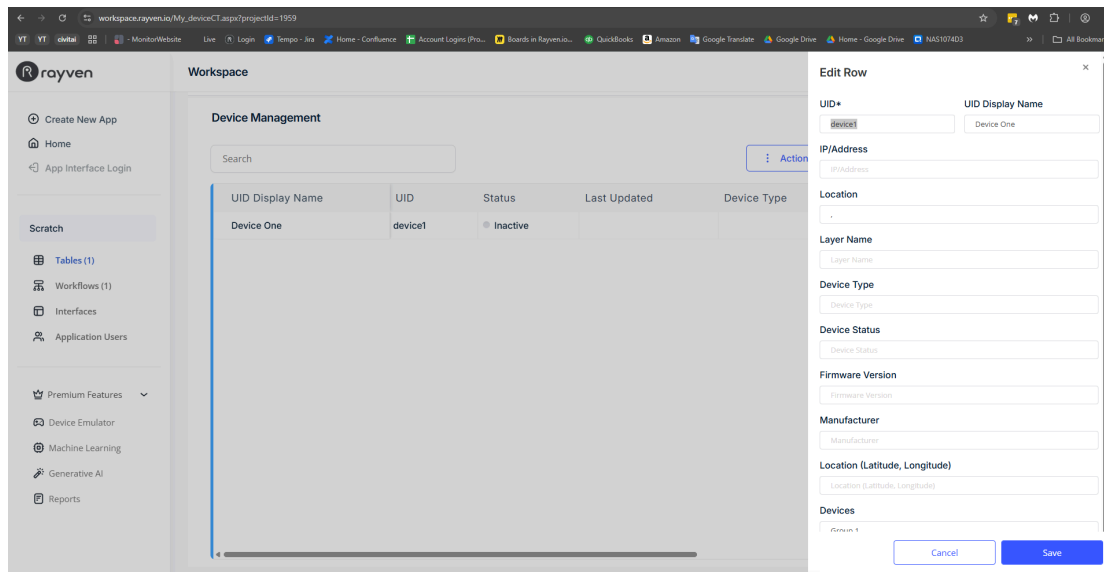 workspace.rayven.io/My_deviceCT.aspx?projectId=1959
YT YT civitai - MonitorWebsite Live Login Tempo - Jira Home - Confluence Account Logins (Pro... Boards in Rayven.io... QuickBooks Amazon Google Translate Google Drive Home - Google Drive NAS1074D3 » All Bookmar
rayven
Create New App
Home
App Interface Login
Scratch
Tables (1)
Workflows (1)
Interfaces
Application Users
Premium Features
Device Emulator
Machine Learning
Generative AI
Reports
Workspace
Device Management
Search
Action
UID Display Name UID Status Last Updated Device Type
Device One device1 Inactive
Edit Row ×
UID* UID Display Name
device1 Device One
IP/Address
IP/Address
Location
,
Layer Name
Layer Name
Device Type
Device Type
Device Status
Device Status
Firmware Version
Firmware Version
Manufacturer
Manufacturer
Location (Latitude, Longitude)
Location (Latitude, Longitude)
Devices
Group 1
Cancel Save